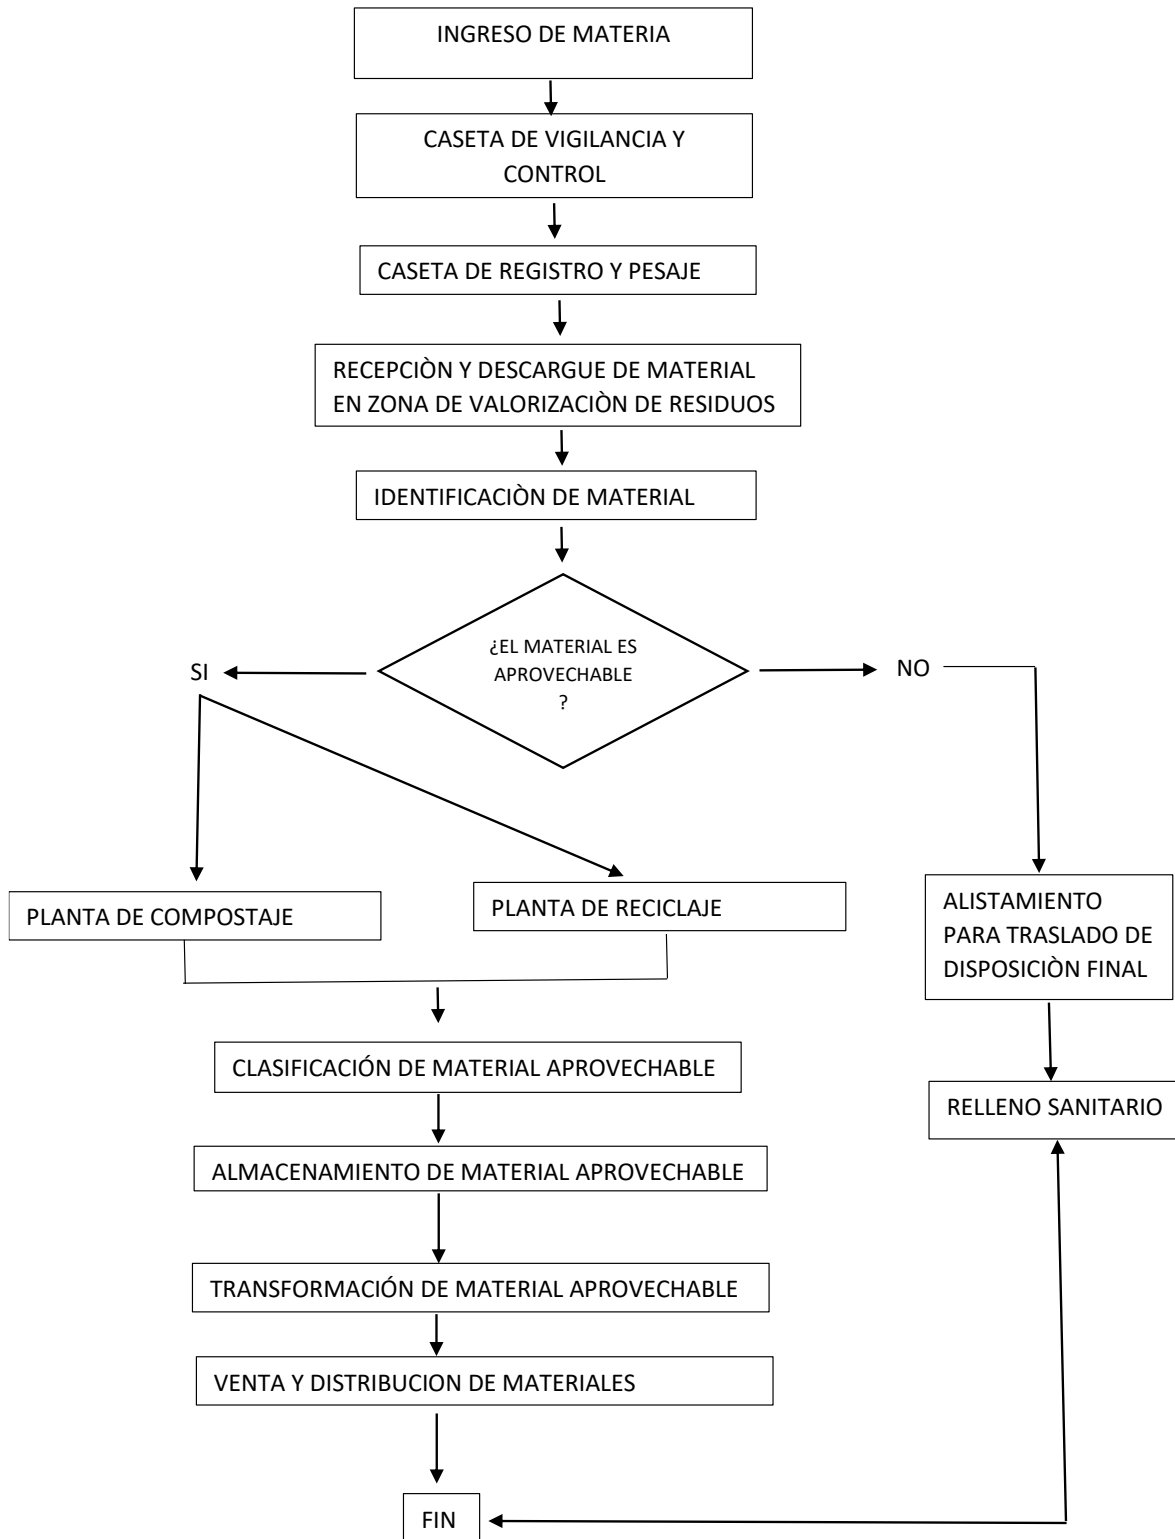 INGRESO DE MATERIA
CASETA DE VIGILANCIA Y
CONTROL
CASETA DE REGISTRO Y PESAJE
RECEPCIÒN Y DESCARGUE DE MATERIAL
EN ZONA DE VALORIZACIÒN DE RESIDUOS
IDENTIFICACIÒN DE MATERIAL
¿EL MATERIAL ES
APROVECHABLE
?
SI
NO
PLANTA DE COMPOSTAJE
PLANTA DE RECICLAJE
ALISTAMIENTO
PARA TRASLADO DE
DISPOSICIÒN FINAL
CLASIFICACIÓN DE MATERIAL APROVECHABLE
RELLENO SANITARIO
ALMACENAMIENTO DE MATERIAL APROVECHABLE
TRANSFORMACIÓN DE MATERIAL APROVECHABLE
VENTA Y DISTRIBUCION DE MATERIALES
FIN